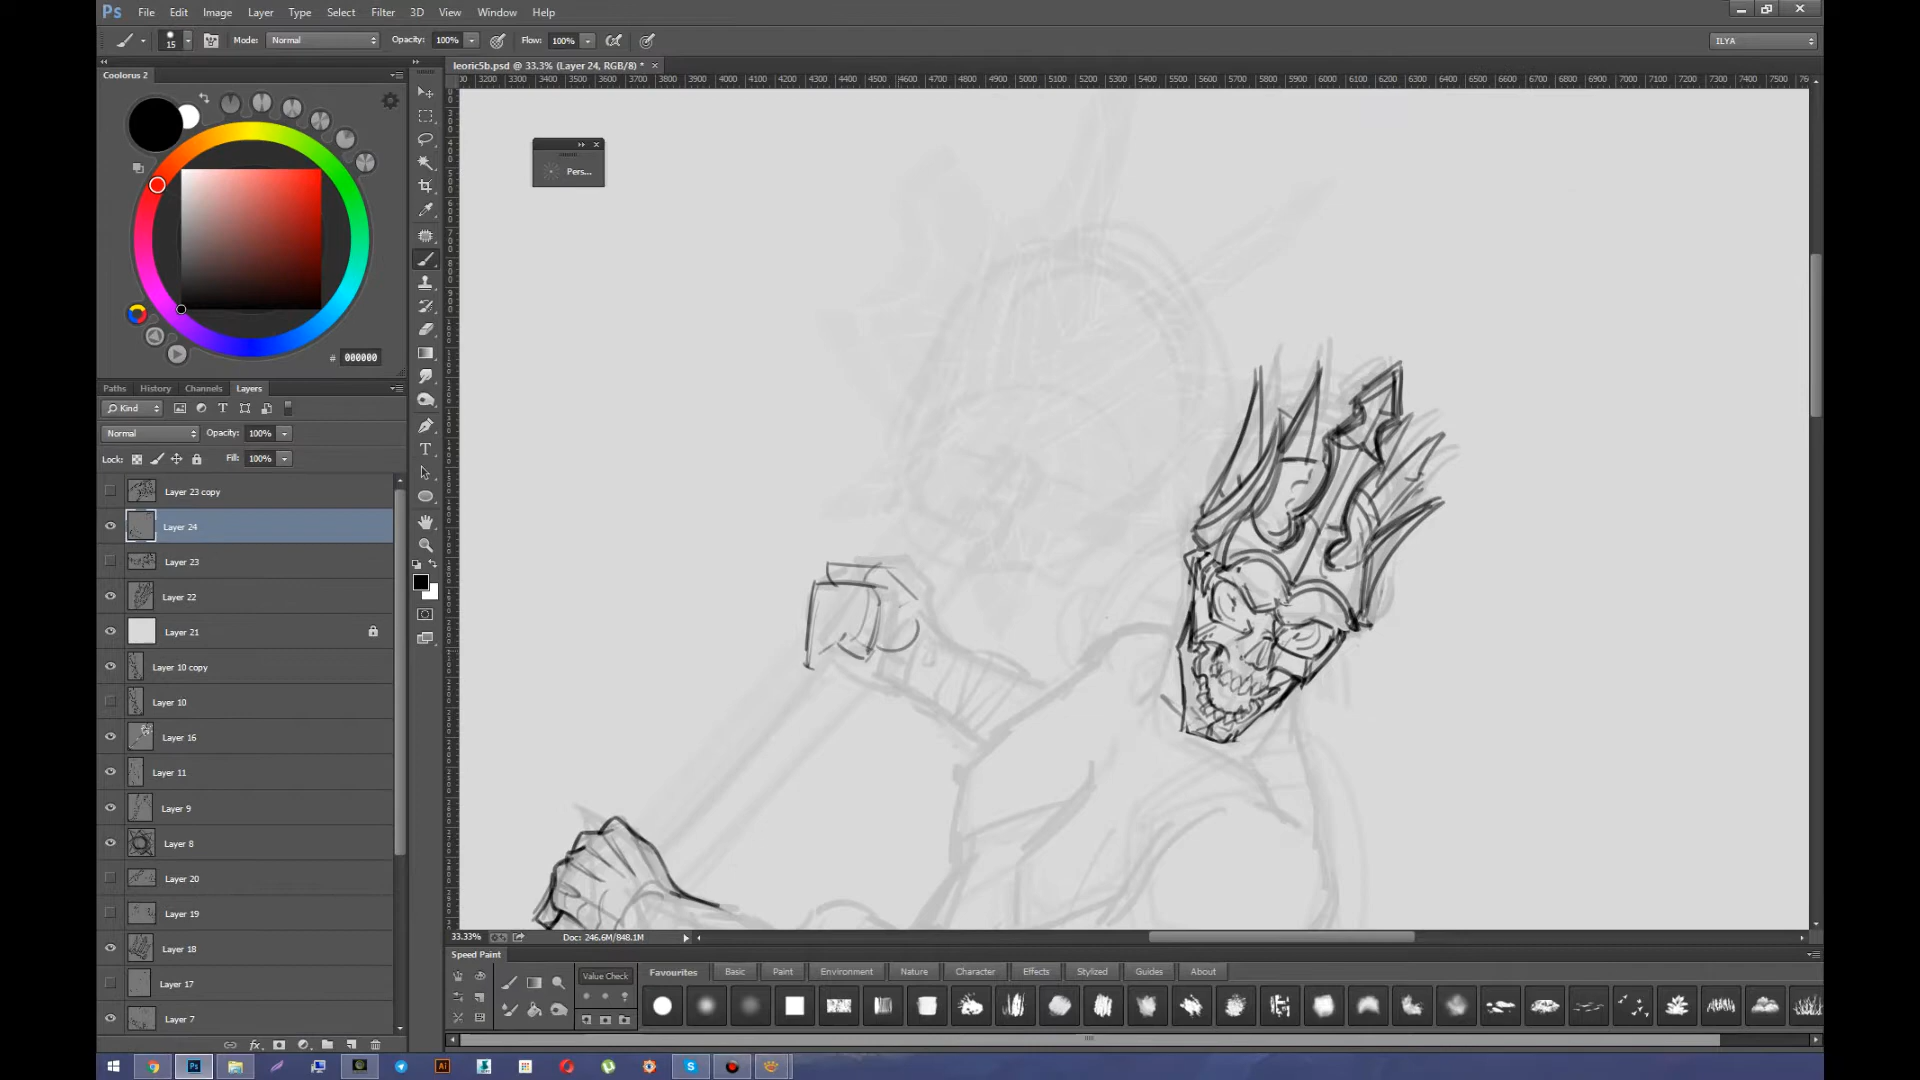 Ps File Edit Image Layer Type Select Filter 3D View Window Help
15 Mode: Normal Opacity: 100% Flow: 100% ILYA
Coolorus 2
leoric5b.psd @ 33.3% (Layer 24, RGB/8) *
3200 3300 3400 3500 3600 3700 3800 3900 4000 4100 4200 4300 4400 4500 4600 4700 4800 4900 5000 5100 5200 5300 5400 5500 5600 5700 5800 5900 6000 6100 6200 6300 6400 6500 6600 6700 6800 6900 7000 7100 7200 7300 7400 7500
Pers...
# 000000
Paths History Channels Layers
Kind
Normal Opacity: 100%
Lock: Fill: 100%
Layer 23 copy
Layer 24
Layer 23
Layer 22
Layer 21
Layer 10 copy
Layer 10
Layer 16
Layer 11
Layer 9
Layer 8
Layer 20
Layer 19
Layer 18
Layer 17
Layer 7
33.33% Doc: 246.6M/848.1M
Speed Paint
Value Check Favourites Basic Paint Environment Nature Character Effects Stylized Guides About